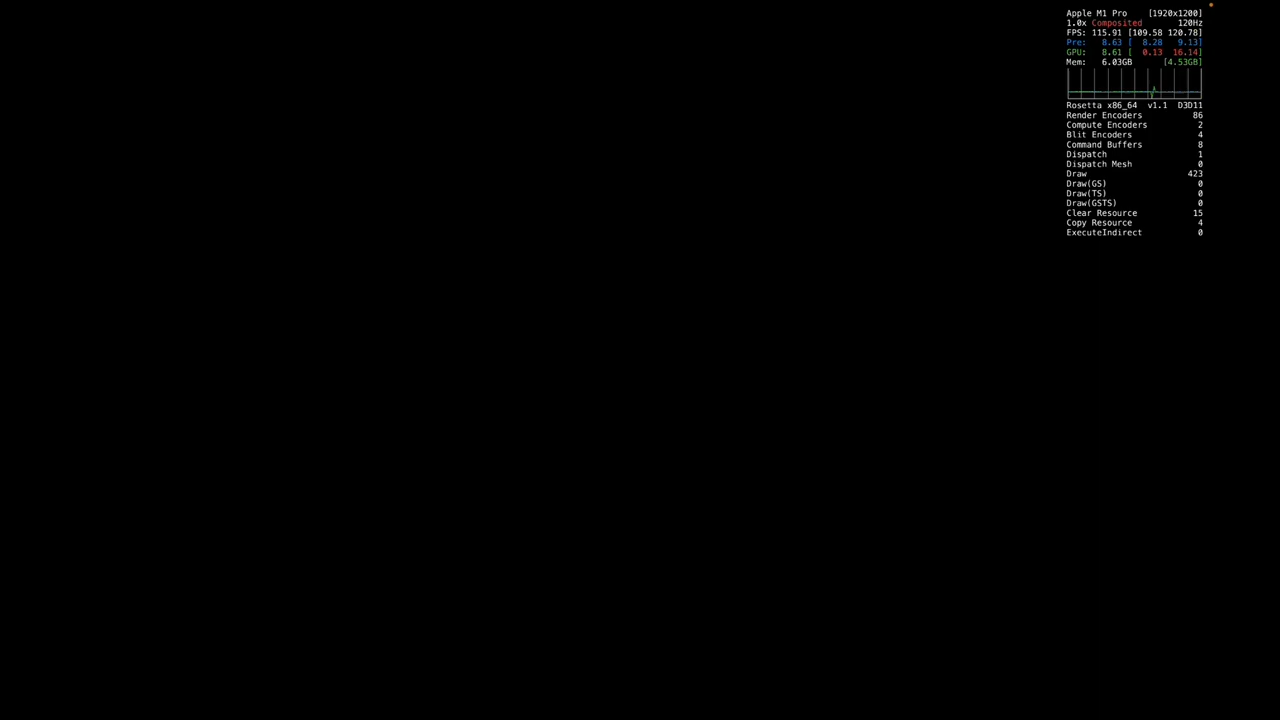 Apple M1 Pro [1920x1200]
1.0x Composited 120Hz
FPS: 115.91 [109.58 120.78]
Pre: 8.63 [ 8.28 9.13]
GPU: 8.61 [ 0.13 16.14]
Mem: 6.03GB [4.53GB]
Rosetta x86_64 v1.1 D3D11
Render Encoders 86
Compute Encoders 2
Blit Encoders 4
Command Buffers 8
Dispatch 1
Dispatch Mesh 0
Draw 423
Draw(GS) 0
Draw(TS) 0
Draw(GSTS) 0
Clear Resource 15
Copy Resource 4
ExecuteIndirect 0